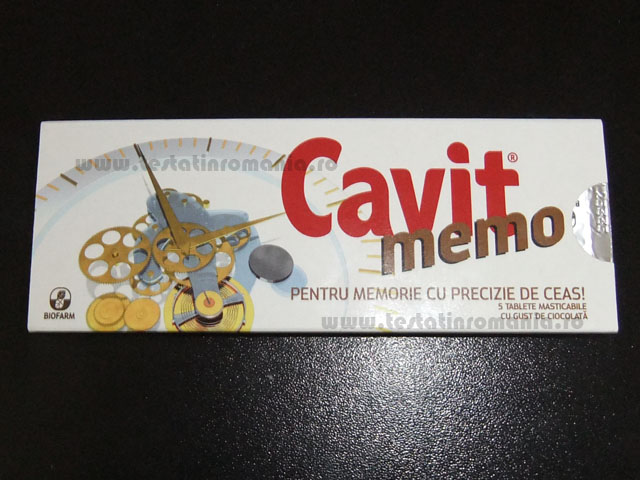 www.testatinromania.ro
Cavit®
memo
PENTRU MEMORIE CU PRECIZIE DE CEAS!
5 TABLETE MASTICABILE
CU GUST DE CIOCOLATĂ
BIOFARM
www.testatinromania.ro